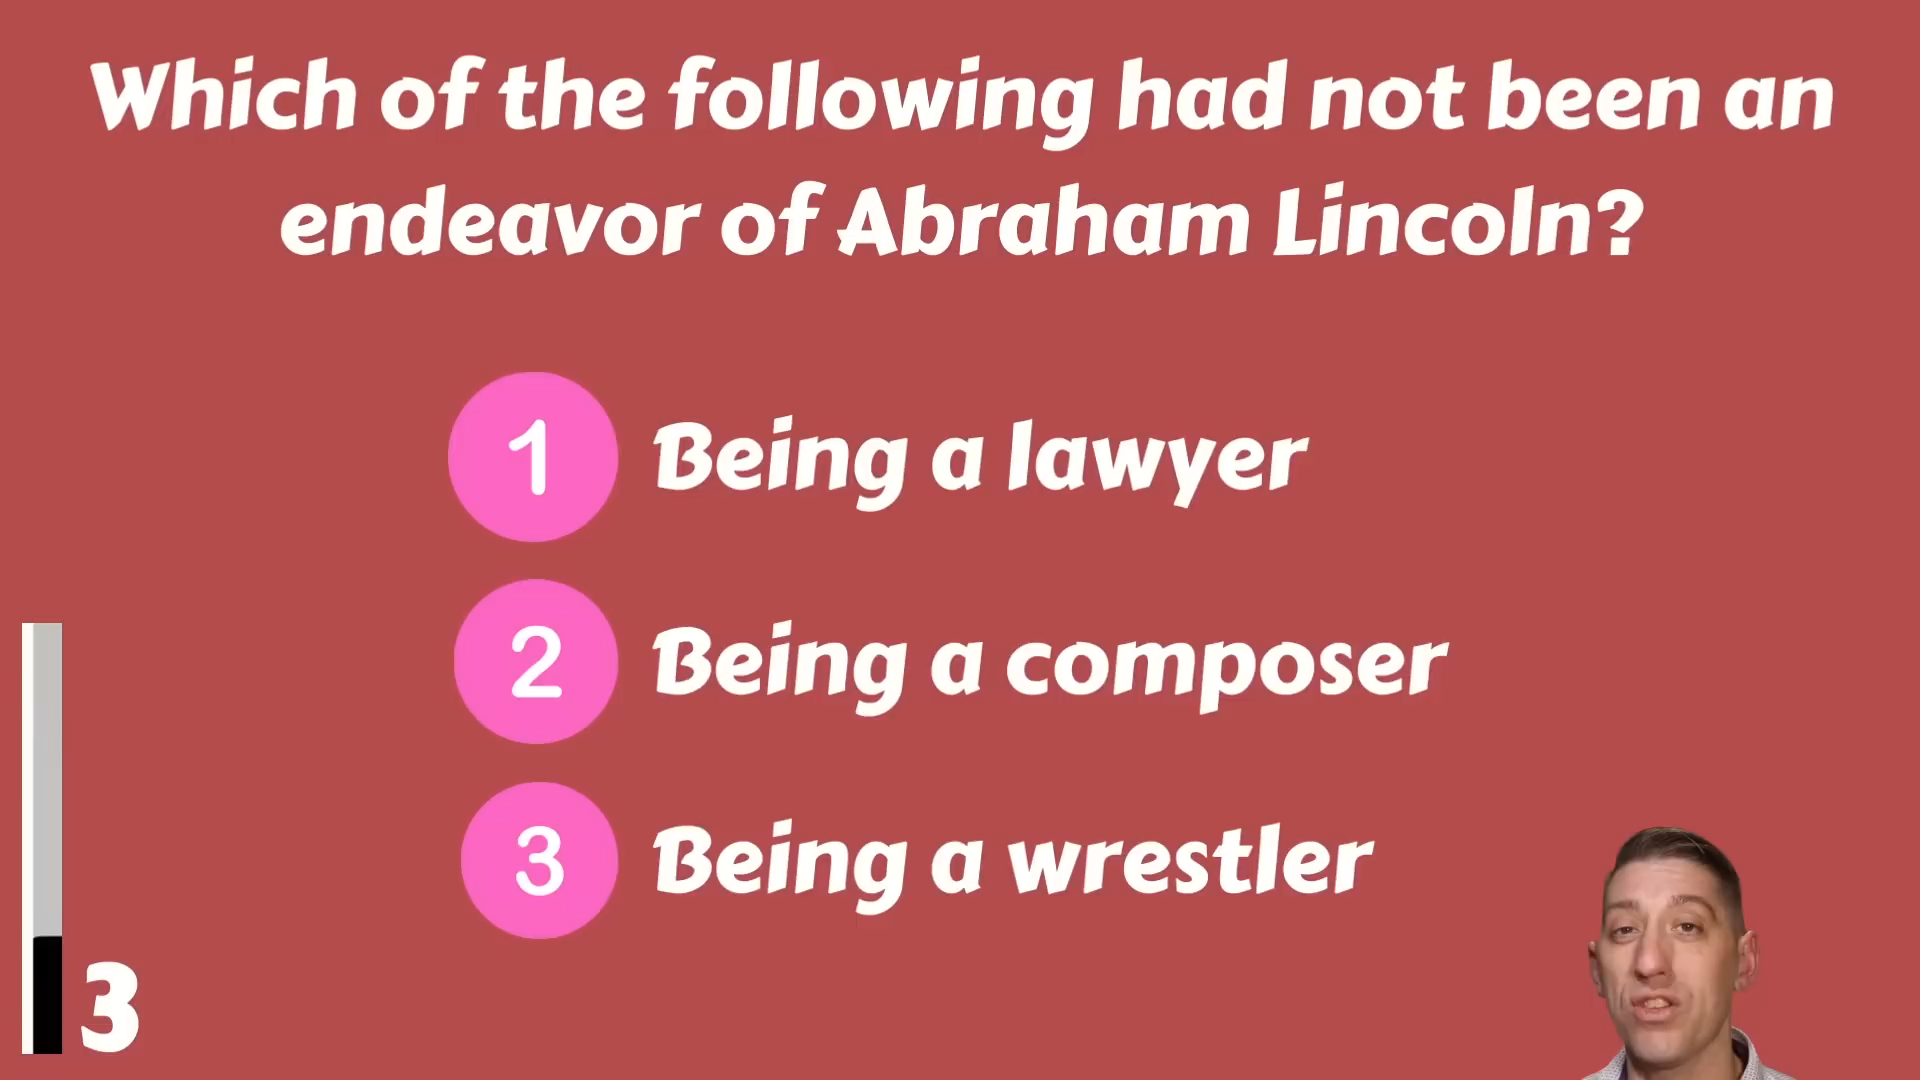 Which of the following had not been an
endeavor of Abraham Lincoln?
1 Being a lawyer
2 Being a composer
3 Being a wrestler
3